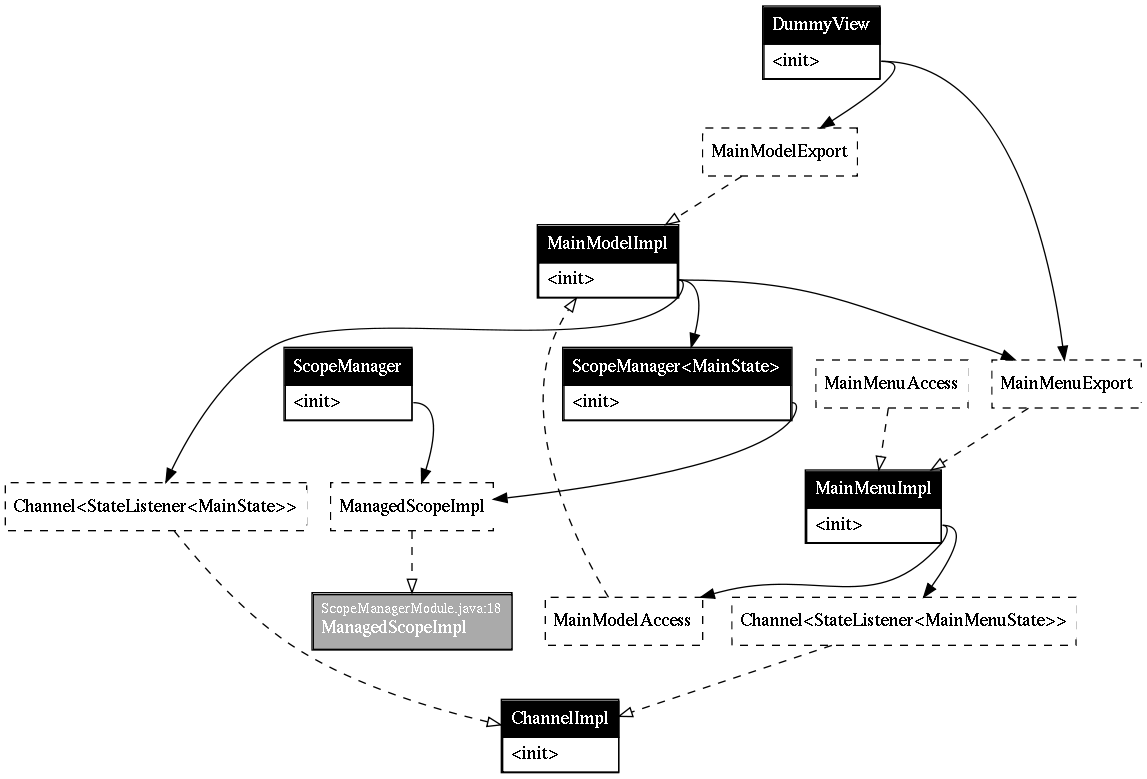 DummyView
<init>
MainModelExport
MainModelImpl
<init>
ScopeManager
<init>
ScopeManager<MainState>
<init>
MainMenuAccess
MainMenuExport
Channel<StateListener<MainState>>
ManagedScopeImpl
MainMenuImpl
<init>
ScopeManagerModule.java:18
ManagedScopeImpl
MainModelAccess
Channel<StateListener<MainMenuState>>
ChannelImpl
<init>